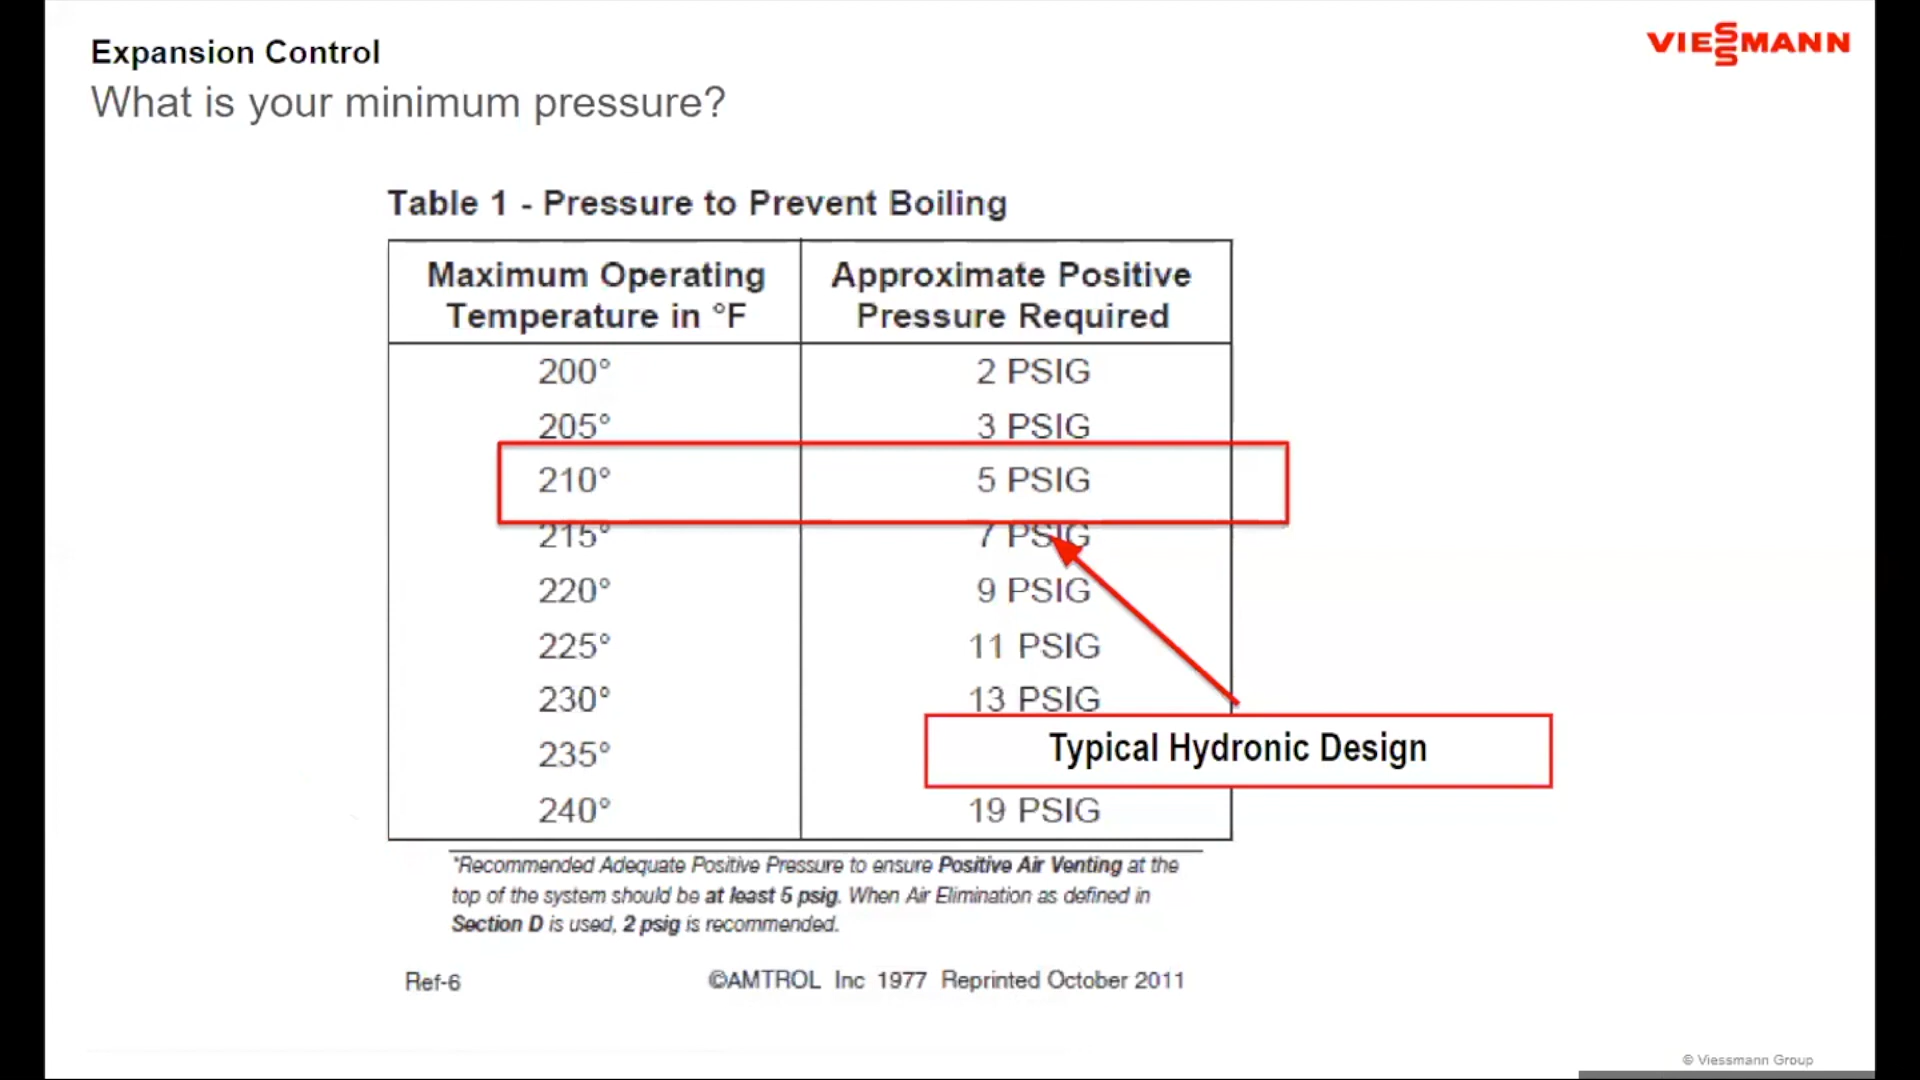 Expansion Control
VIESSMANN
What is your minimum pressure?
Table 1 - Pressure to Prevent Boiling
Maximum Operating Temperature in °F
Approximate Positive Pressure Required
200° 2 PSIG
205° 3 PSIG
210° 5 PSIG
215° 7 PSIG
220° 9 PSIG
225° 11 PSIG
230° 13 PSIG
235°
Typical Hydronic Design
240° 19 PSIG
*Recommended Adequate Positive Pressure to ensure Positive Air Venting at the
top of the system should be at least 5 psig. When Air Elimination as defined in
Section D is used, 2 psig is recommended.
Ref-6 ©AMTROL Inc 1977 Reprinted October 2011
© Viessmann Group